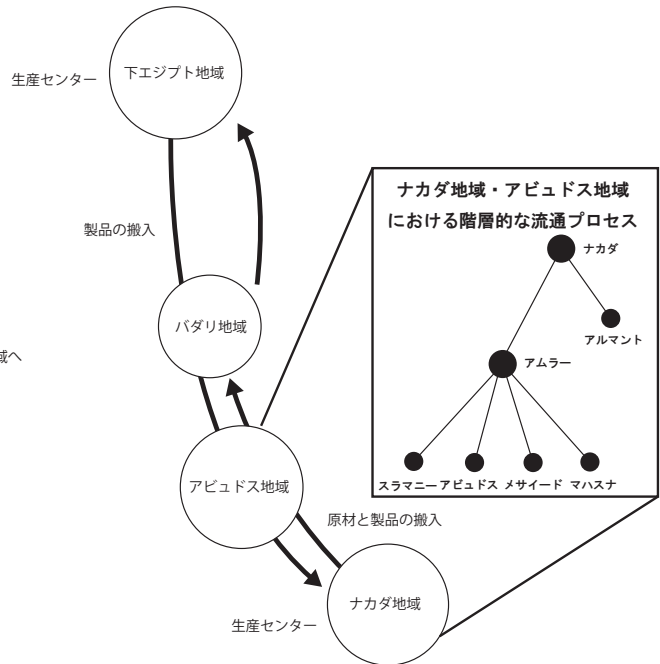 下エジプト地域
生産センター
製品の搬入
バダリ地域
域へ
アビュドス地域
原材と製品の搬入
ナカダ地域
生産センター
ナカダ地域・アビュドス地域
における階層的な流通プロセス
ナカダ
アルマント
アムラー
スラマニー アビュドス メサイード マハスナ